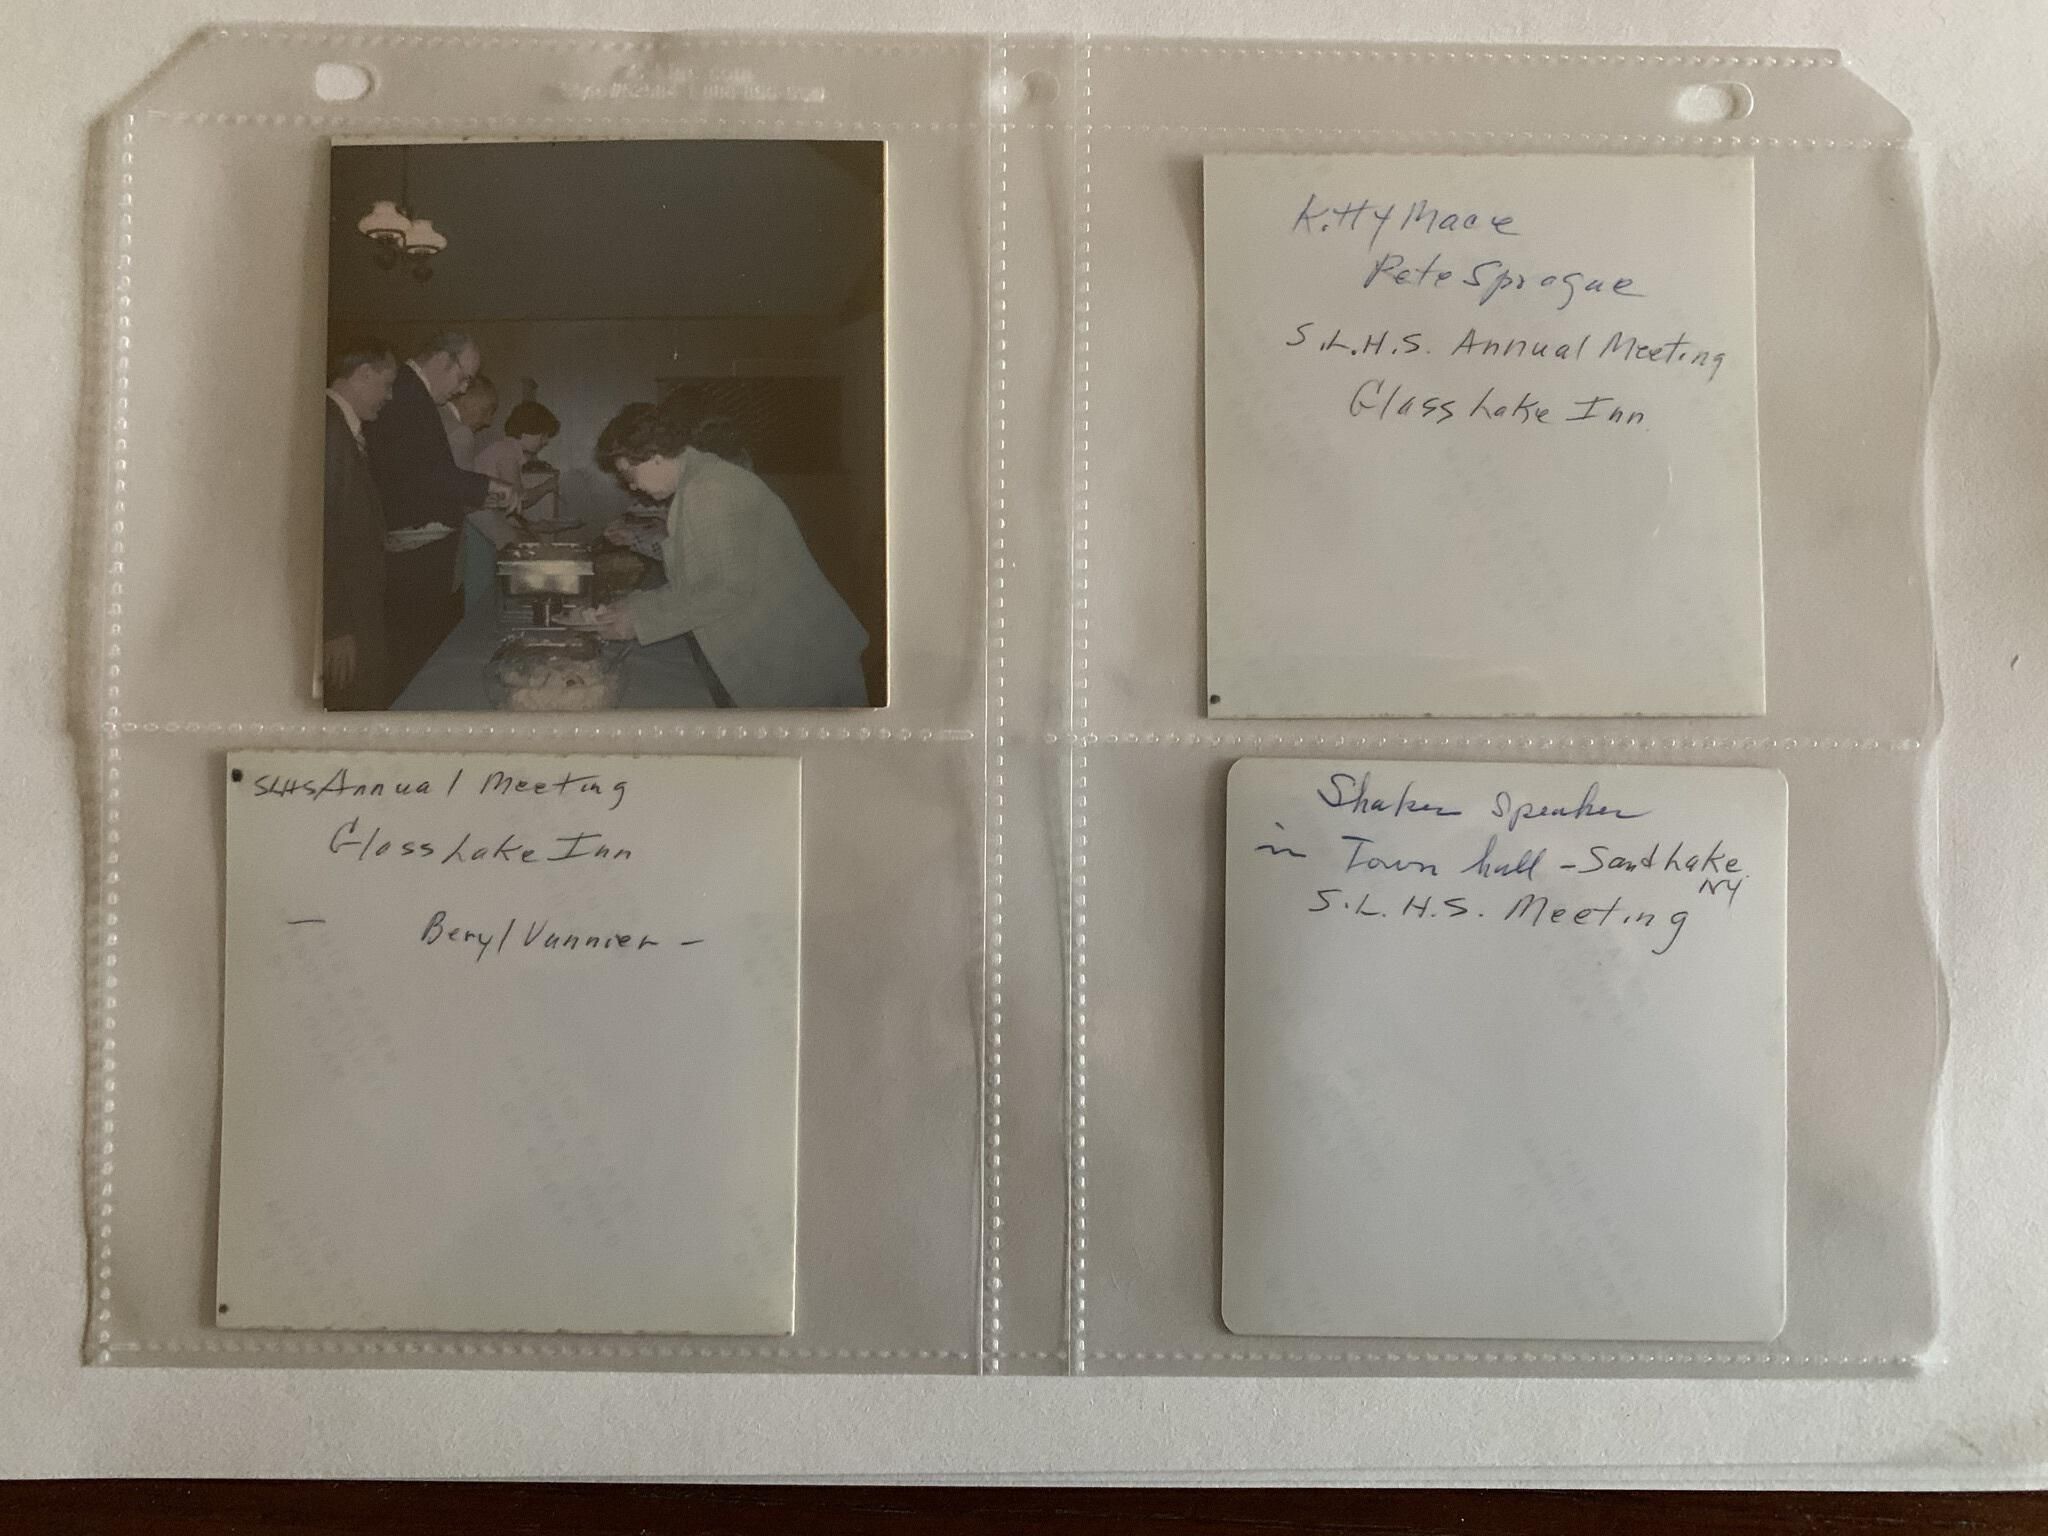 Kitty Mace
Pete Sprague
S.L.H.S. Annual Meeting
Glass Lake Inn
SLHS Annual Meeting
Glass Lake Inn
— Beryl Vannier —
Shaker Speaker
in Town hall - Sand Lake
NY
S.L.H.S. Meeting